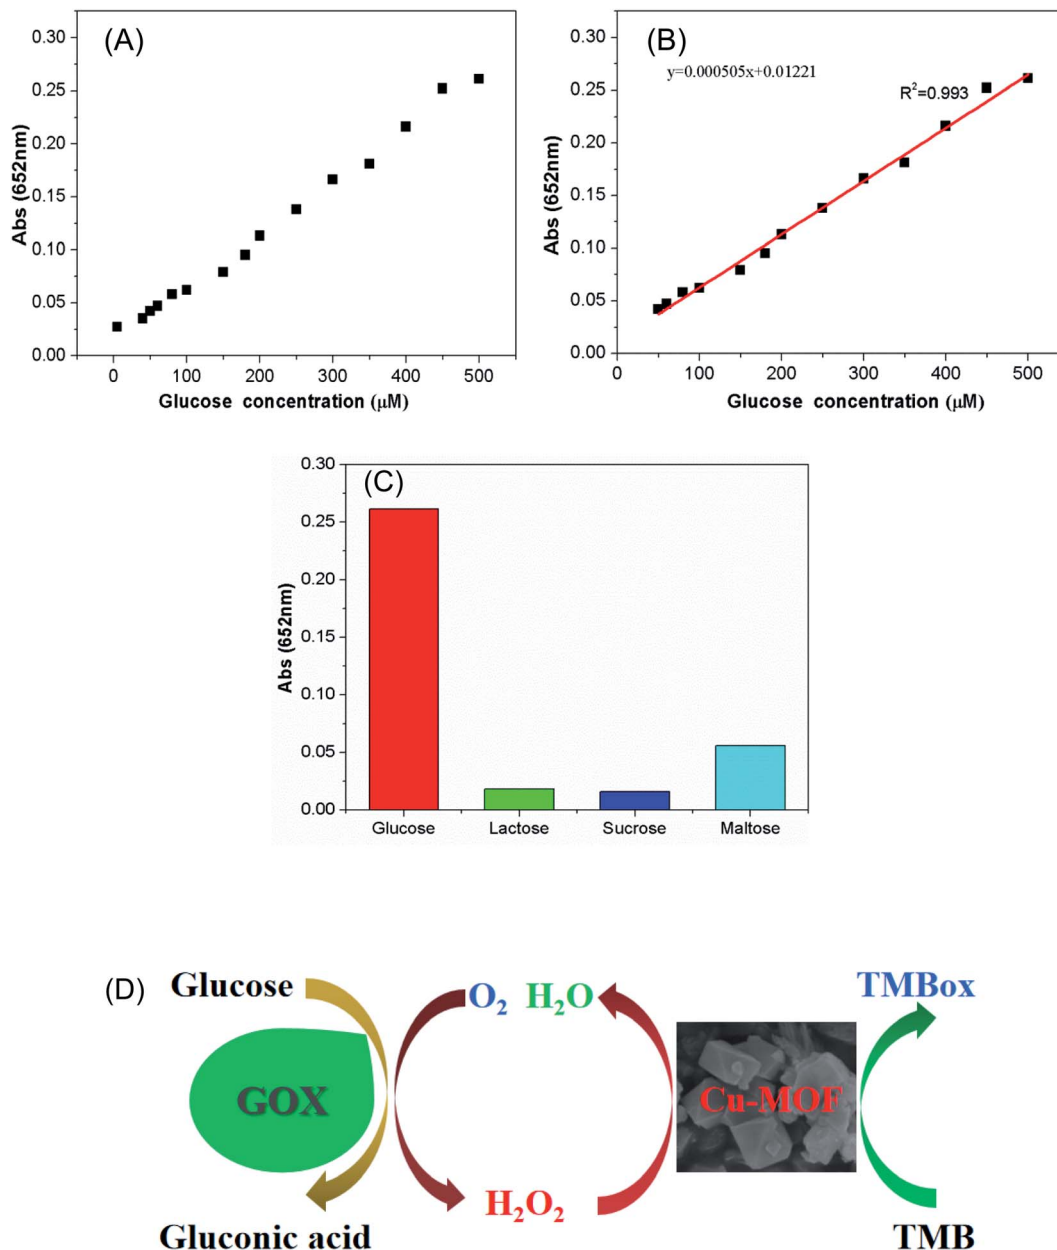 (A)
0.30
0.25
0.20
0.15
0.10
0.05
0.00
Abs (652nm)
0 100 200 300 400 500
Glucose concentration (μM)
(B)
y=0.000505x+0.01221
R²=0.993
0.30
0.25
0.20
0.15
0.10
0.05
0.00
Abs (652nm)
0 100 200 300 400 500
Glucose concentration (μM)
(C)
0.30
0.25
0.20
0.15
0.10
0.05
0.00
Abs (652nm)
Glucose Lactose Sucrose Maltose
(D)
Glucose O₂ H₂O TMBox
GOX Cu-MOF
H₂O₂
Gluconic acid TMB